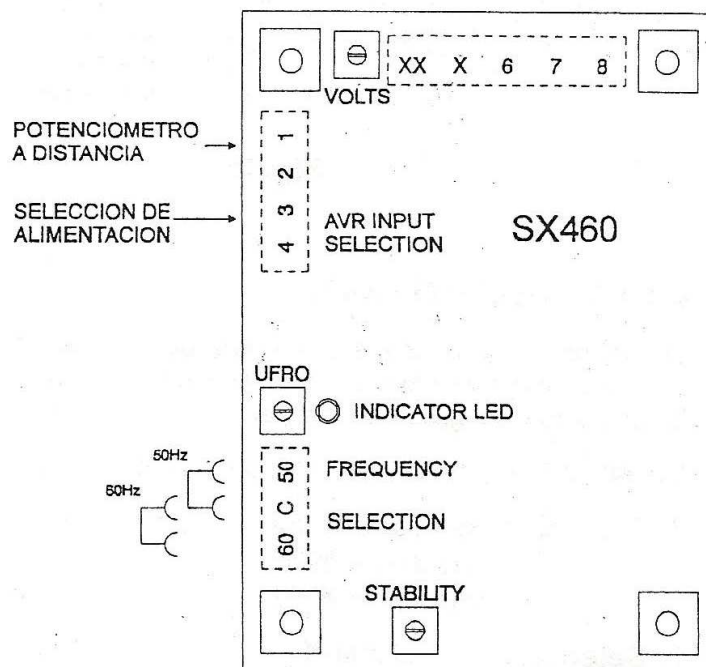 XX X 6 7 8
VOLTS
POTENCIOMETRO
A DISTANCIA
1
2
3
4
SELECCION DE
ALIMENTACION
AVR INPUT
SELECTION
SX460
UFRO
INDICATOR LED
50Hz
60Hz
50
C
60
FREQUENCY
SELECTION
STABILITY